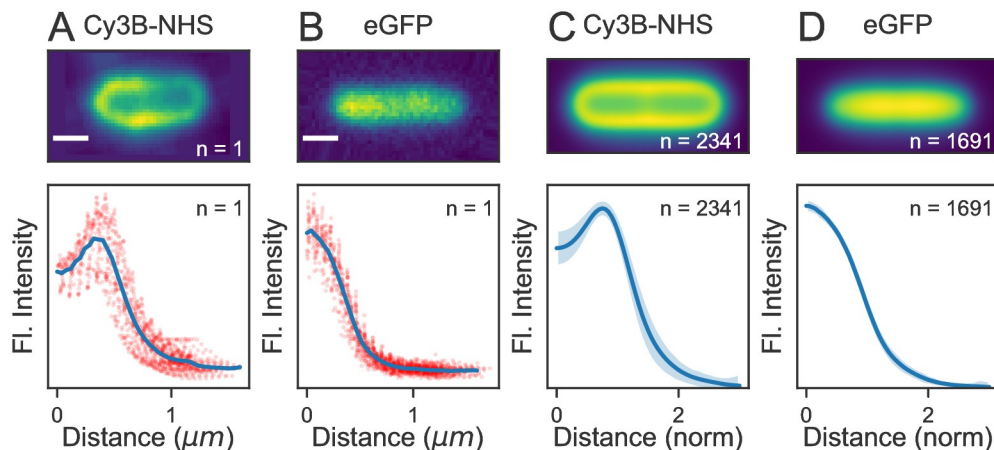 A Cy3B-NHS
B eGFP
C Cy3B-NHS
D eGFP
n = 1
n = 2341
n = 1691
Fl. Intensity
n = 1
0 1
Distance (μm)
Fl. Intensity
n = 1
0 1
Distance (μm)
Fl. Intensity
n = 2341
0 2
Distance (norm)
Fl. Intensity
n = 1691
0 2
Distance (norm)